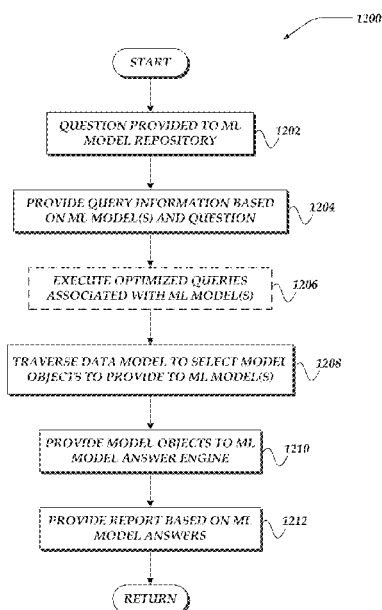 1200
START
QUESTION PROVIDED TO ML
MODEL REPOSITORY
1202
PROVIDE QUERY INFORMATION BASED
ON ML MODEL(S) AND QUESTION
1204
EXECUTE OPTIMIZED QUERIES
ASSOCIATED WITH ML MODEL(S)
1206
TRAVERSE DATA MODEL TO SELECT MODEL
OBJECTS TO PROVIDE TO ML MODEL(S)
1208
PROVIDE MODEL OBJECTS TO ML
MODEL ANSWER ENGINE
1210
PROVIDE REPORT BASED ON ML
MODEL ANSWERS
1212
RETURN